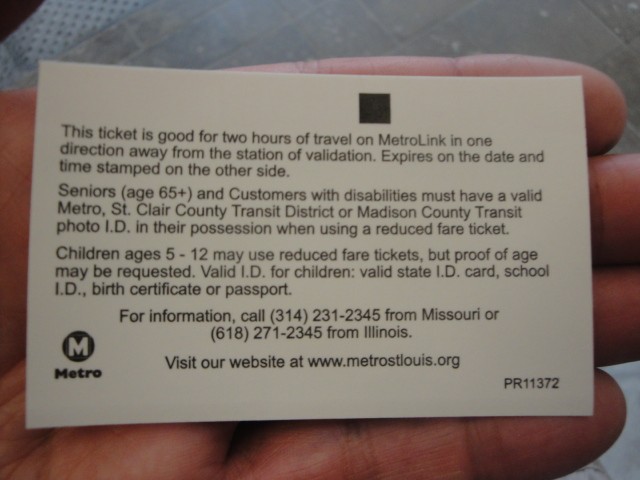 This ticket is good for two hours of travel on MetroLink in one
direction away from the station of validation. Expires on the date and
time stamped on the other side.
Seniors (age 65+) and Customers with disabilities must have a valid
Metro, St. Clair County Transit District or Madison County Transit
photo I.D. in their possession when using a reduced fare ticket.
Children ages 5 - 12 may use reduced fare tickets, but proof of age
may be requested. Valid I.D. for children: valid state I.D. card, school
I.D., birth certificate or passport.
For information, call (314) 231-2345 from Missouri or
(618) 271-2345 from Illinois.
M
Metro
Visit our website at www.metrostlouis.org
PR11372